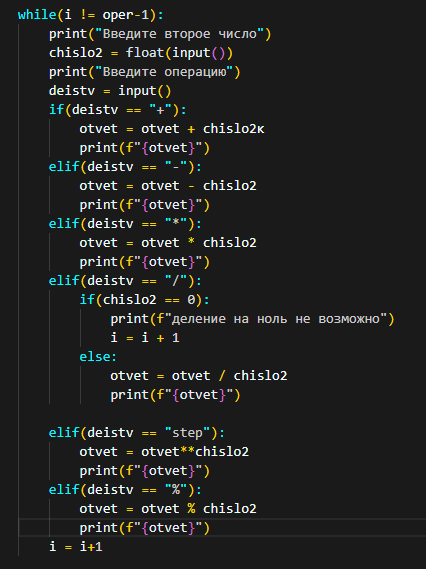 while(i != oper-1):
    print("Введите второе число")
    chislo2 = float(input())
    print("Введите операцию")
    deistv = input()
    if(deistv == "+"):
        otvet = otvet + chislo2к
        print(f"{otvet}")
    elif(deistv == "-"):
        otvet = otvet - chislo2
        print(f"{otvet}")
    elif(deistv == "*"):
        otvet = otvet * chislo2
        print(f"{otvet}")
    elif(deistv == "/"):
        if(chislo2 == 0):
            print(f"деление на ноль не возможно")
            i = i + 1
        else:
            otvet = otvet / chislo2
            print(f"{otvet}")

    elif(deistv == "step"):
        otvet = otvet**chislo2
        print(f"{otvet}")
    elif(deistv == "%"):
        otvet = otvet % chislo2
        print(f"{otvet}")
    i = i+1